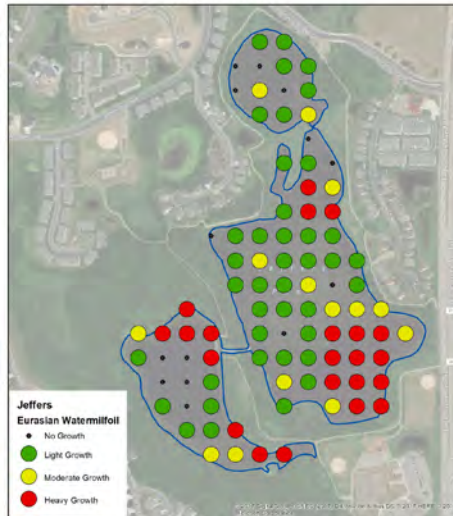 Jeffers
Eurasian Watermilfoil
No Growth
Light Growth
Moderate Growth
Heavy Growth